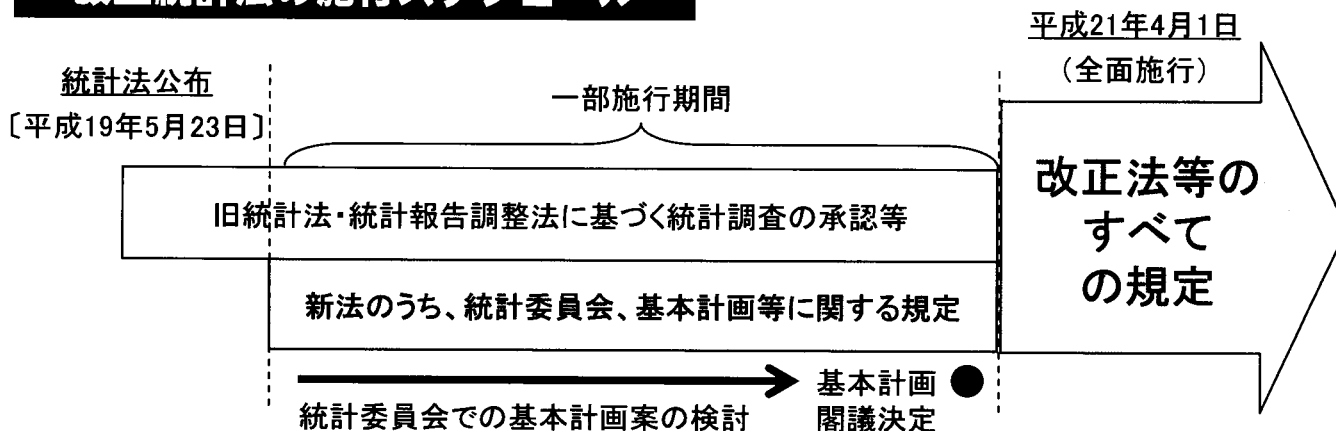 平成21年4月1日
(全面施行)
統計法公布
〔平成19年5月23日〕
一部施行期間
旧統計法・統計報告調整法に基づく統計調査の承認等
新法のうち、統計委員会、基本計画等に関する規定
改正法等の
すべて
の規定
統計委員会での基本計画案の検討
基本計画
閣議決定